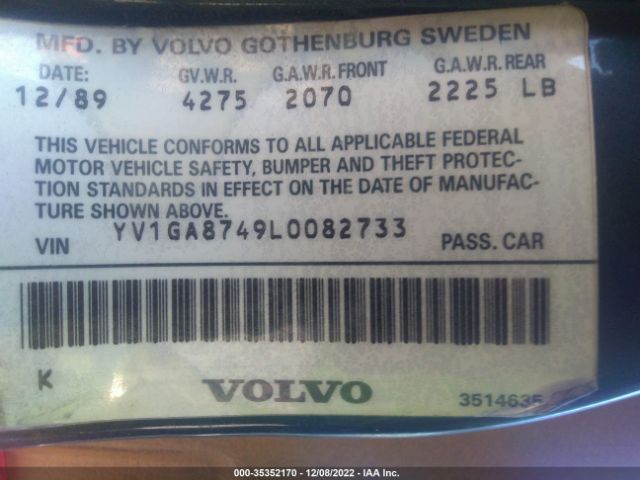 MFD. BY VOLVO GOTHENBURG SWEDEN
DATE: GV.W.R. G.A.W.R. FRONT G.A.W.R. REAR
12/89 4275 2070 2225 LB
THIS VEHICLE CONFORMS TO ALL APPLICABLE FEDERAL
MOTOR VEHICLE SAFETY, BUMPER AND THEFT PROTEC-
TION STANDARDS IN EFFECT ON THE DATE OF MANUFAC-
TURE SHOWN ABOVE.
VIN YV1GA8749L0082733 PASS. CAR
K VOLVO 3514635
000-35352170 - 12/08/2022 - IAA Inc.